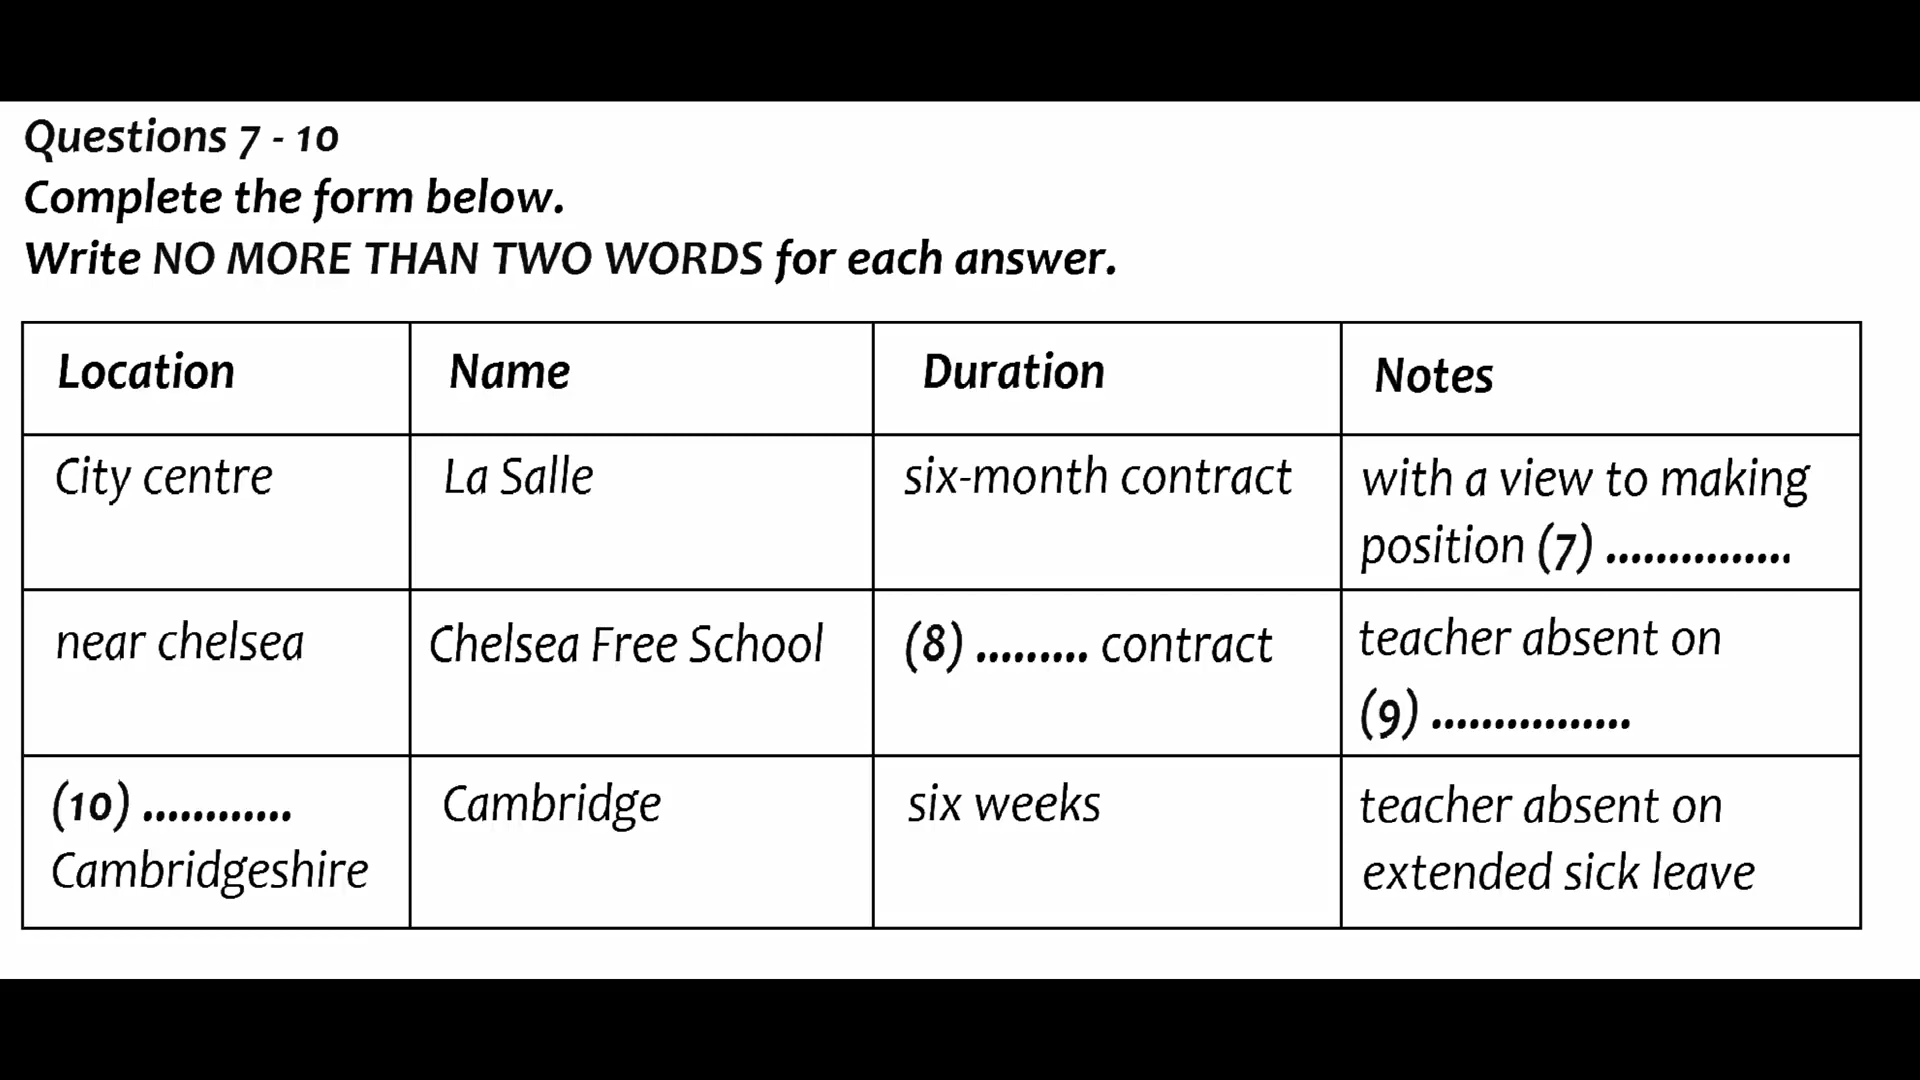 Questions 7 - 10
Complete the form below.
Write NO MORE THAN TWO WORDS for each answer.
Location Name Duration Notes
City centre La Salle six-month contract with a view to making
position (7) ...............
near chelsea Chelsea Free School (8) ......... contract teacher absent on
(9) ................
(10) ............ Cambridge six weeks teacher absent on
Cambridgeshire extended sick leave